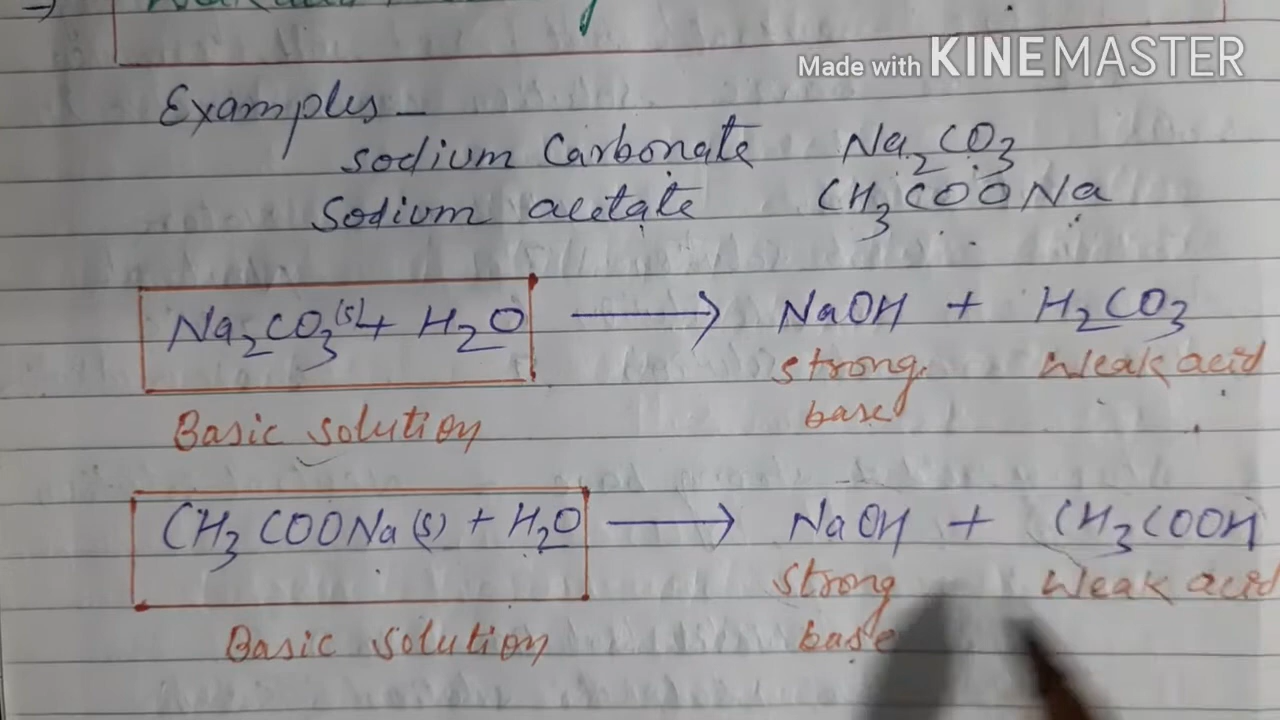 Made with KINEMASTER
Examples -
sodium Carbonate Na₂CO₃
Sodium acetate CH₃COONa
Na₂CO₃(s) + H₂O → NaOH + H₂CO₃
strong weak acid
base
Basic solution
CH₃COONa(s) + H₂O → NaOH + CH₃COOH
strong weak acid
base
Basic solution